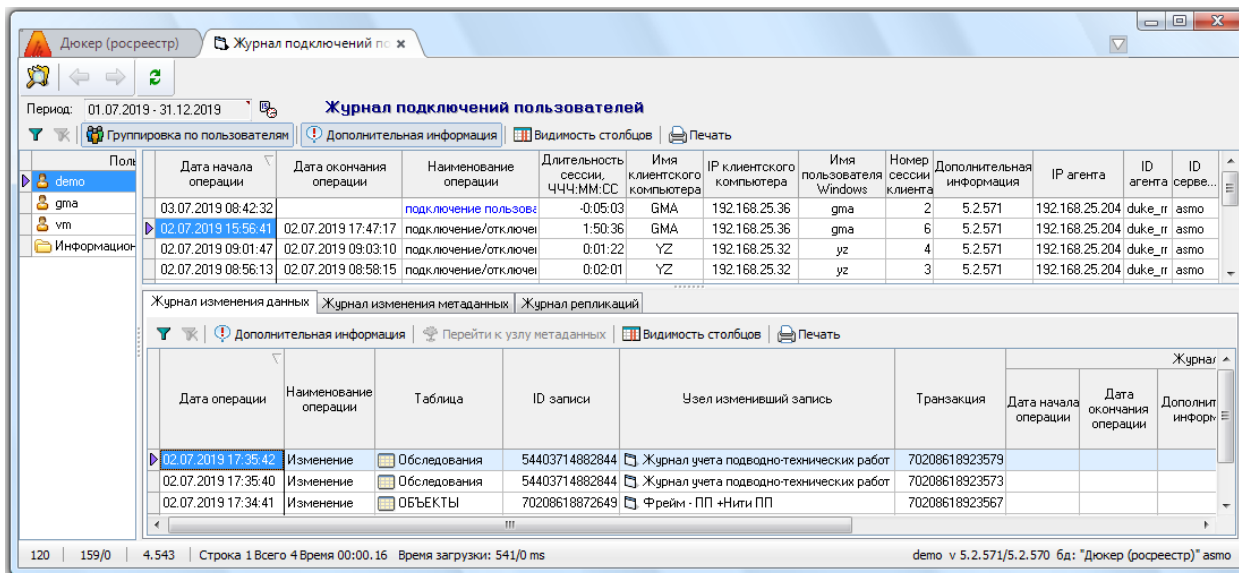 Дюкер (росреестр) Журнал подключений по
Период: 01.07.2019 - 31.12.2019 Журнал подключений пользователей
Группировка по пользователям Дополнительная информация Видимость столбцов Печать
Поль
demo
gma
vm
Информацион
Дата начала операции Дата окончания операции Наименование операции Длительность сессии, ЧЧЧ:ММ:СС Имя клиентского компьютера IP клиентского компьютера Имя пользователя Windows Номер сессии клиента Дополнительная информация IP агента ID агента ID серве...
03.07.2019 08:42:32 подключение пользова -0:05:03 GMA 192.168.25.36 gma 2 5.2.571 192.168.25.204 duke_rr asmo
02.07.2019 15:56:41 02.07.2019 17:47:17 подключение/отключе 1:50:36 GMA 192.168.25.36 gma 6 5.2.571 192.168.25.204 duke_rr asmo
02.07.2019 09:01:47 02.07.2019 09:03:10 подключение/отключе 0:01:22 YZ 192.168.25.32 yz 4 5.2.571 192.168.25.204 duke_rr asmo
02.07.2019 08:56:13 02.07.2019 08:58:15 подключение/отключе 0:02:01 YZ 192.168.25.32 yz 3 5.2.571 192.168.25.204 duke_rr asmo
Журнал изменения данных Журнал изменения метаданных Журнал репликаций
Дополнительная информация Перейти к узлу метаданных Видимость столбцов Печать
Журнал
Дата операции Наименование операции Таблица ID записи Узел изменивший запись Транзакция Дата начала операции Дата окончания операции Дополнит информ
02.07.2019 17:35:42 Изменение Обследования 54403714882844 Журнал учета подводно-технических работ 70208618923579
02.07.2019 17:35:40 Изменение Обследования 54403714882844 Журнал учета подводно-технических работ 70208618923573
02.07.2019 17:34:41 Изменение ОБЪЕКТЫ 70208618872649 Фрейм - ПП +Нити ПП 70208618923567
120 159/0 4.543 Строка 1 Всего 4 Время 00:00.16 Время загрузки: 541/0 ms demo v 5.2.571/5.2.570 бд: "Дюкер (росреестр)" asmo